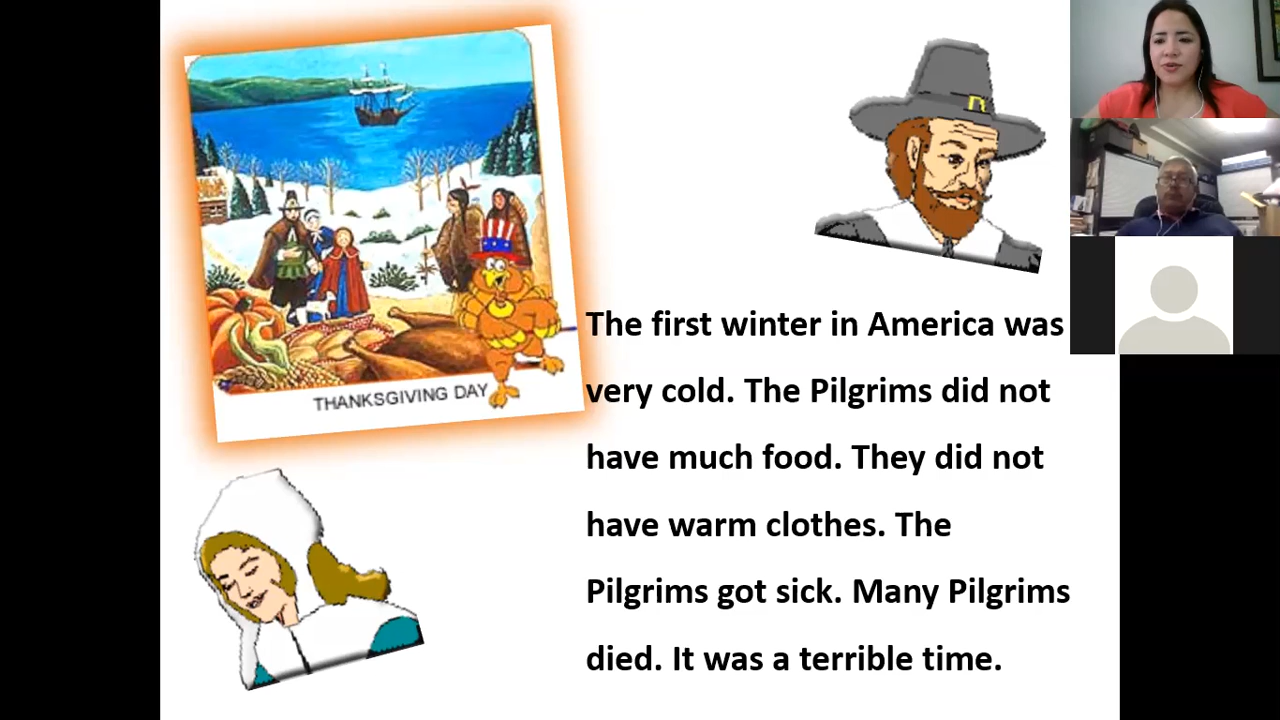 THANKSGIVING DAY
The first winter in America was
very cold. The Pilgrims did not
have much food. They did not
have warm clothes. The
Pilgrims got sick. Many Pilgrims
died. It was a terrible time.